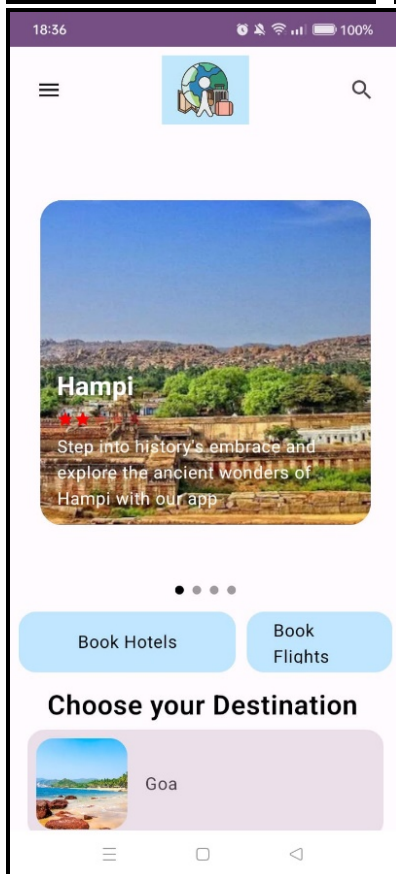 18:36
100%
Hampi
Step into history's embrace and
explore the ancient wonders of
Hampi with our app
Book Hotels
Book
Flights
Choose your Destination
Goa